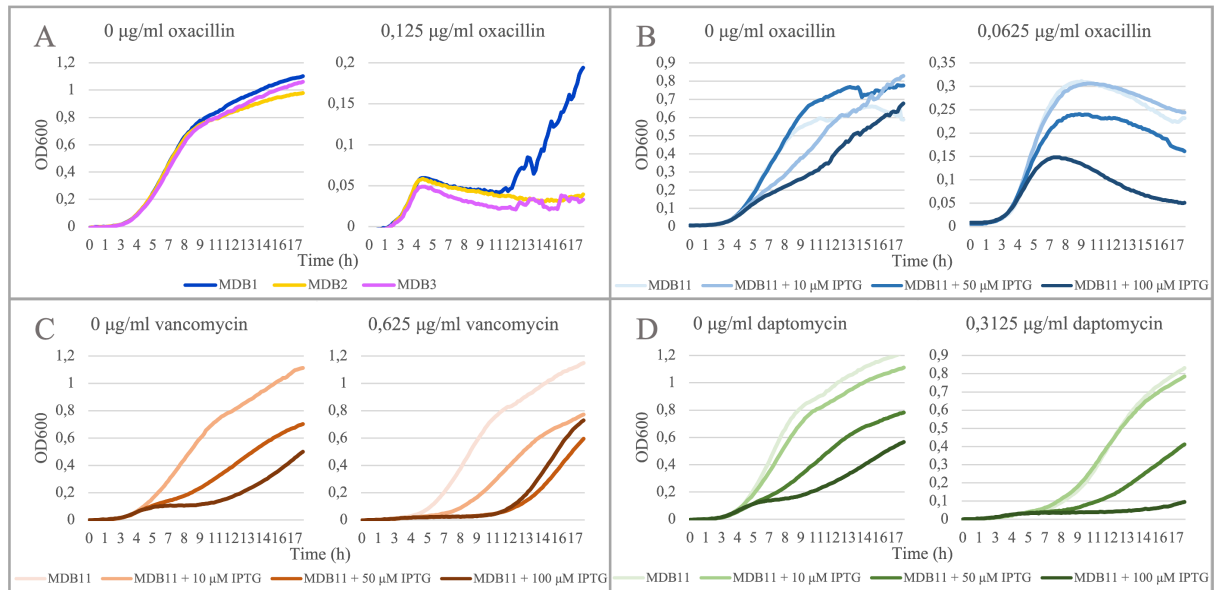 A
0 µg/ml oxacillin
0,125 µg/ml oxacillin
OD600
1,2
1
0,8
0,6
0,4
0,2
0
0 1 3 4 5 6 7 8 9 1011121314151617
0,2
0,15
0,1
0,05
0
0 1 3 4 5 6 7 8 9 1011121314151617
Time (h)
MDB1 MDB2 MDB3
B
0 µg/ml oxacillin
0,0625 µg/ml oxacillin
OD600
0,9
0,8
0,7
0,6
0,5
0,4
0,3
0,2
0,1
0
0 1 3 4 5 6 7 8 9 1011121314151617
0,35
0,3
0,25
0,2
0,15
0,1
0,05
0
0 1 3 4 5 6 7 8 9 1011121314151617
Time (h)
MDB11 MDB11 + 10 µM IPTG MDB11 + 50 µM IPTG MDB11 + 100 µM IPTG
C
0 µg/ml vancomycin
0,625 µg/ml vancomycin
OD600
1,2
1
0,8
0,6
0,4
0,2
0
0 1 3 4 5 6 7 8 9 1011121314151617
1,2
1
0,8
0,6
0,4
0,2
0
0 1 3 4 5 6 7 8 9 1011121314151617
Time (h)
MDB11 MDB11 + 10 µM IPTG MDB11 + 50 µM IPTG MDB11 + 100 µM IPTG
D
0 µg/ml daptomycin
0,3125 µg/ml daptomycin
OD600
1,2
1
0,8
0,6
0,4
0,2
0
0 1 3 4 5 6 7 8 9 1011121314151617
0,9
0,8
0,7
0,6
0,5
0,4
0,3
0,2
0,1
0
0 1 3 4 5 6 7 8 9 1011121314151617
Time (h)
MDB11 MDB11 + 10 µM IPTG MDB11 + 50 µM IPTG MDB11 + 100 µM IPTG